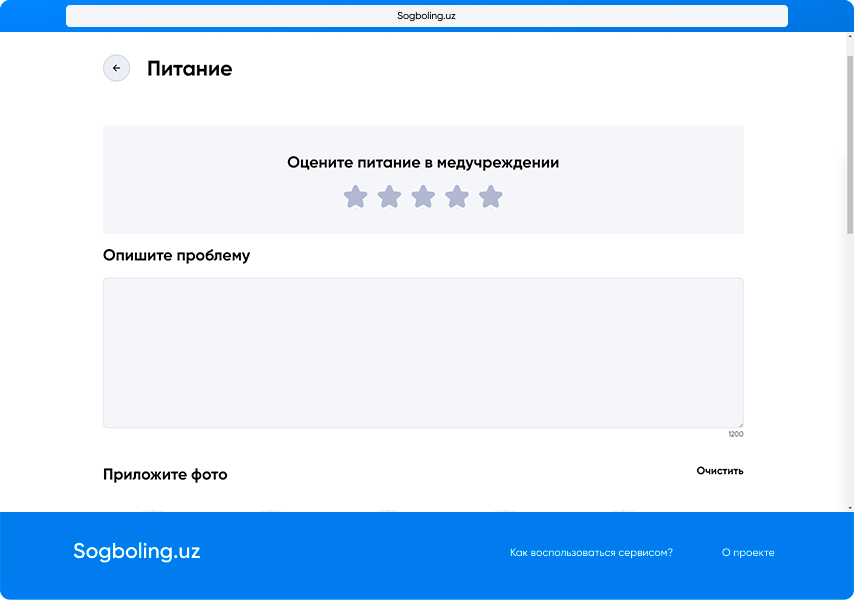 Sogboling.uz
Питание
Оцените питание в медучреждении
Опишите проблему
1200
Приложите фото
Очистить
Sogboling.uz
Как воспользоваться сервисом?
О проекте